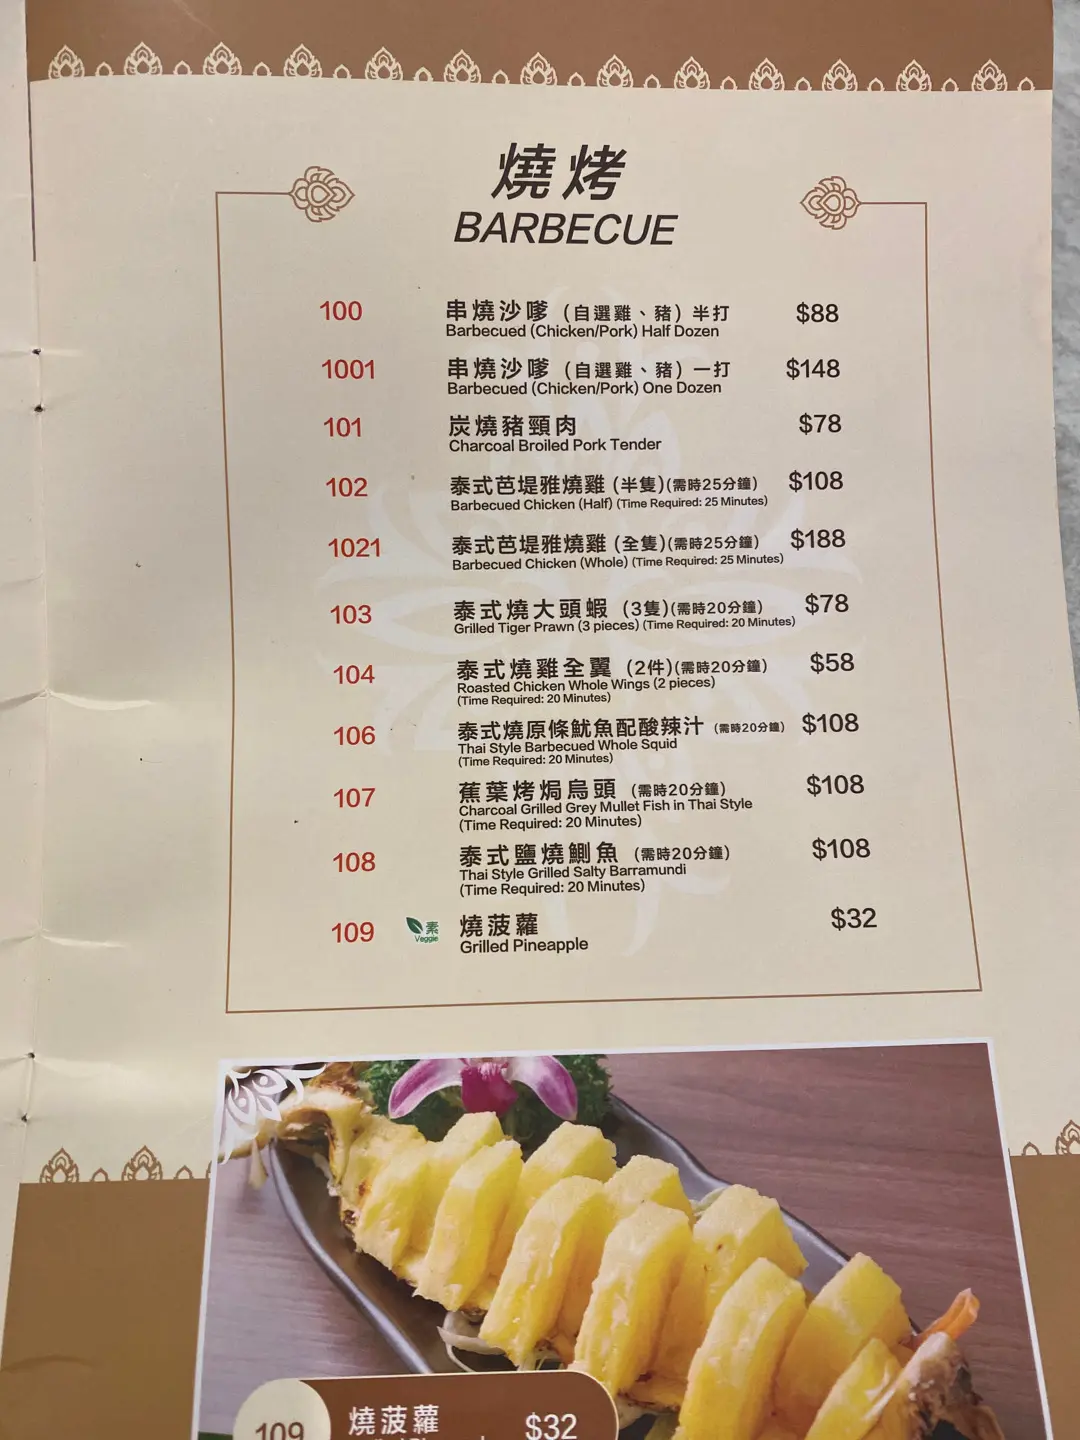 燒烤
BARBECUE
100 串燒沙嗲 (自選雞、豬) 半打 $88
Barbecued (Chicken/Pork) Half Dozen
1001 串燒沙嗲 (自選雞、豬) 一打 $148
Barbecued (Chicken/Pork) One Dozen
101 炭燒豬頸肉 $78
Charcoal Broiled Pork Tender
102 泰式芭堤雅燒雞 (半隻)(需時25分鐘) $108
Barbecued Chicken (Half) (Time Required: 25 Minutes)
1021 泰式芭堤雅燒雞 (全隻)(需時25分鐘) $188
Barbecued Chicken (Whole) (Time Required: 25 Minutes)
103 泰式燒大頭蝦 (3隻)(需時20分鐘) $78
Grilled Tiger Prawn (3 pieces) (Time Required: 20 Minutes)
104 泰式燒雞全翼 (2件)(需時20分鐘) $58
Roasted Chicken Whole Wings (2 pieces)
(Time Required: 20 Minutes)
106 泰式燒原條魷魚配酸辣汁 (需時20分鐘) $108
Thai Style Barbecued Whole Squid
(Time Required: 20 Minutes)
107 蕉葉烤焗烏頭 (需時20分鐘) $108
Charcoal Grilled Grey Mullet Fish in Thai Style
(Time Required: 20 Minutes)
108 泰式鹽燒鰂魚 (需時20分鐘) $108
Thai Style Grilled Salty Barramundi
(Time Required: 20 Minutes)
109 素 Veggie 燒菠蘿 $32
Grilled Pineapple
109 燒菠蘿 $32